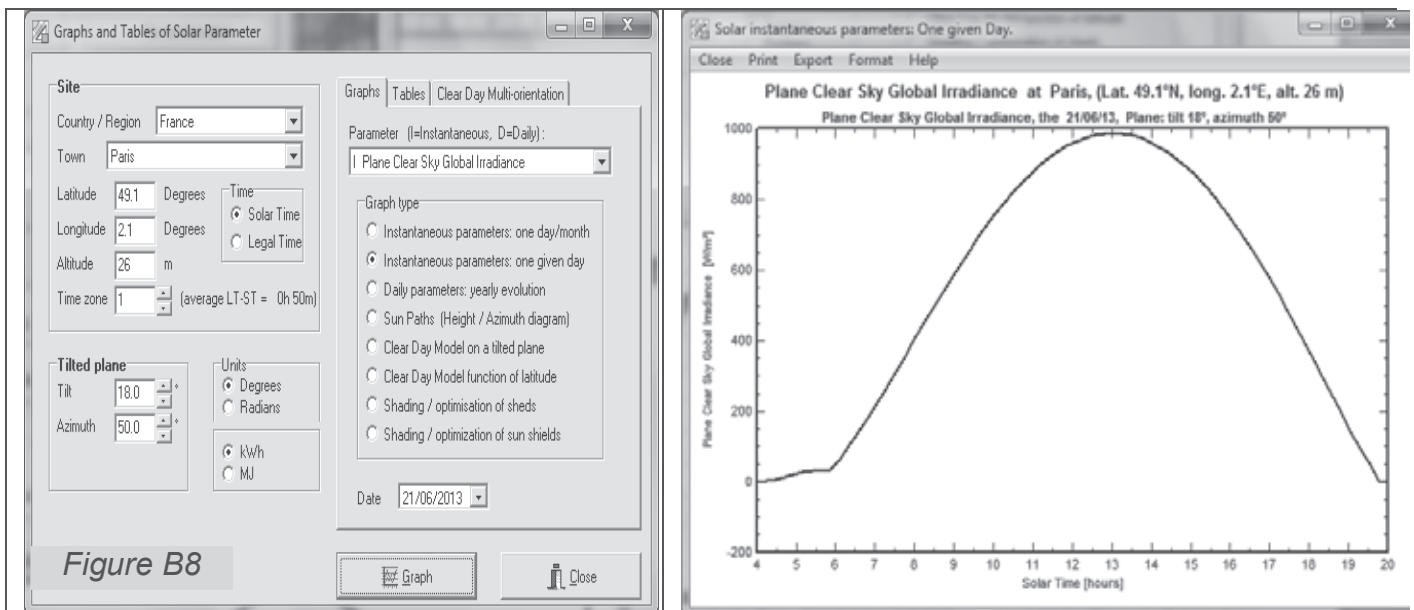 Graphs and Tables of Solar Parameter
Site
Country / Region France
Town Paris
Latitude 49.1 Degrees
Longitude 2.1 Degrees
Altitude 26 m
Time zone 1 (average LT-ST = 0h 50m)
Time
Solar Time
Legal Time
Tilted plane
Tilt 18.0 °
Azimuth 50.0 °
Units
Degrees
Radians
kWh
MJ
Graphs Tables Clear Day Multi-orientation
Parameter (I=Instantaneous, D=Daily) :
I Plane Clear Sky Global Irradiance
Graph type
Instantaneous parameters: one day/month
Instantaneous parameters: one given day
Daily parameters: yearly evolution
Sun Paths (Height / Azimuth diagram)
Clear Day Model on a tilted plane
Clear Day Model function of latitude
Shading / optimisation of sheds
Shading / optimization of sun shields
Date 21/06/2013
Graph Close
Figure B8
Solar instantaneous parameters: One given Day.
Close Print Export Format Help
Plane Clear Sky Global Irradiance at Paris, (Lat. 49.1°N, long. 2.1°E, alt. 26 m)
Plane Clear Sky Global Irradiance, the 21/06/13, Plane: tilt 18°, azimuth 50°
Plane Clear Sky Global Irradiance [W/m²]
1000
800
600
400
200
0
-200
4 5 6 7 8 9 10 11 12 13 14 15 16 17 18 19 20
Solar Time [hours]